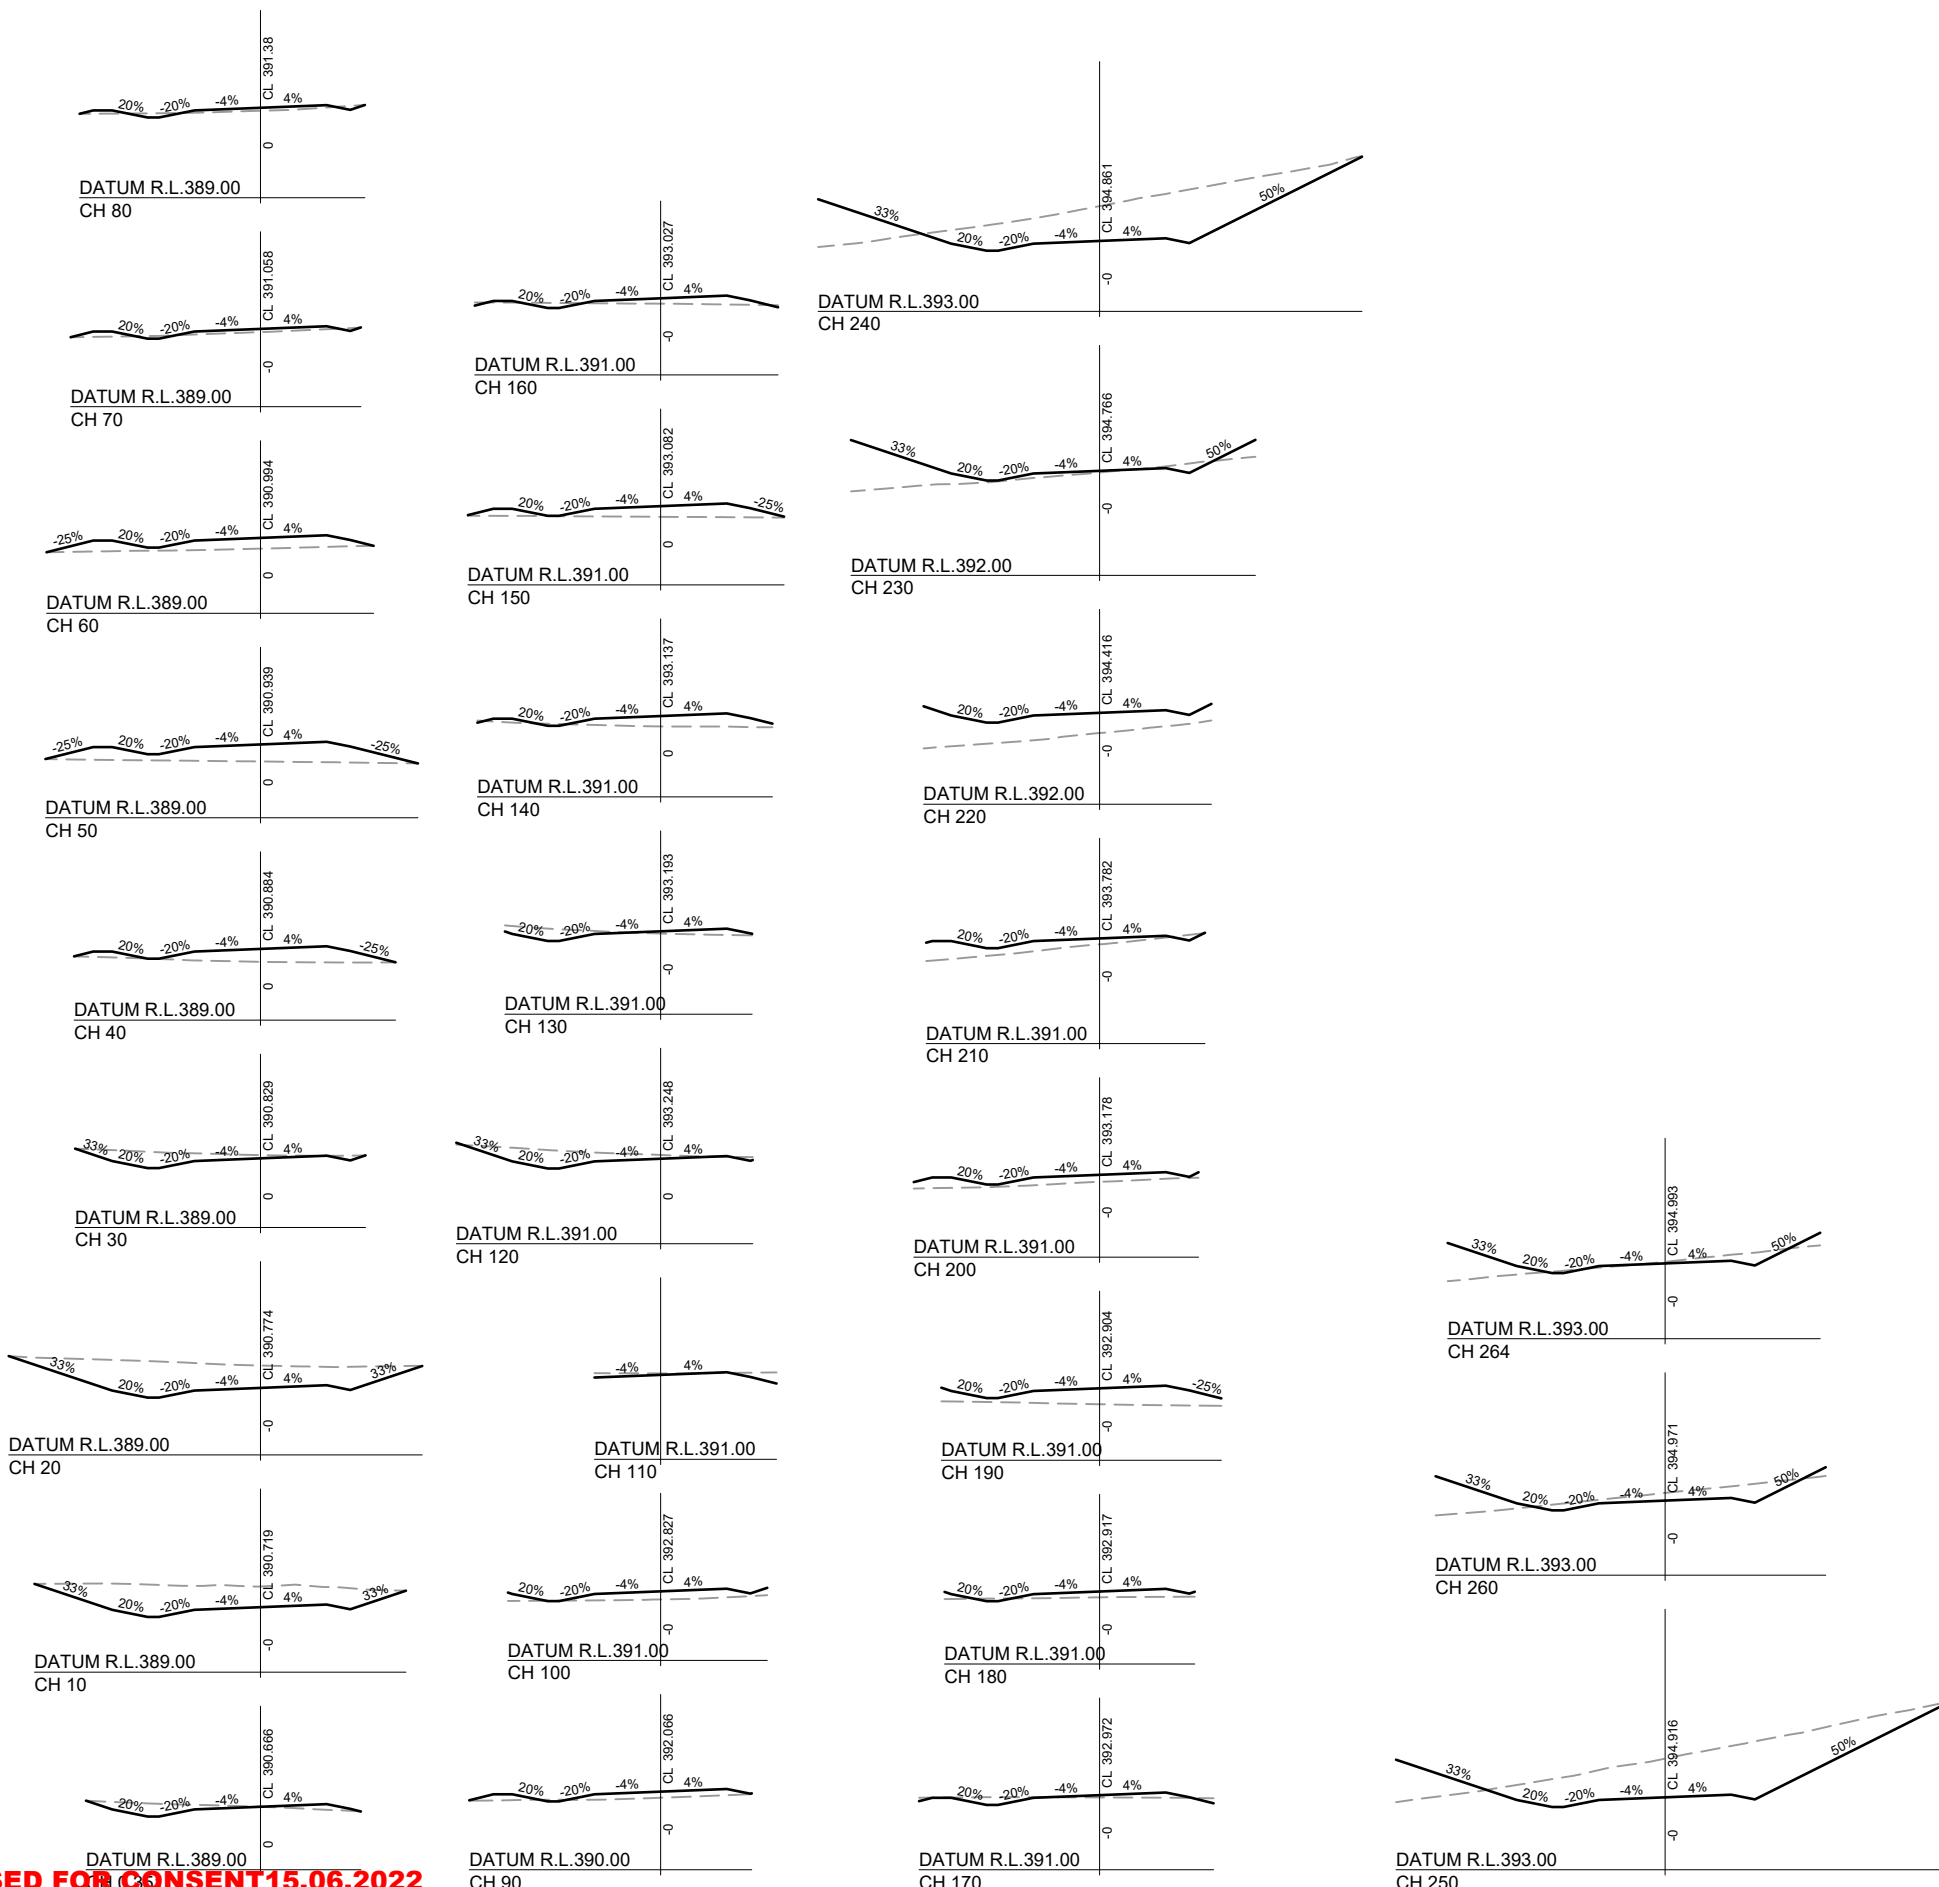 CL 391.38
20% -20% -4% 4%
0
DATUM R.L.389.00
CH 80
CL 391.058
20% -20% -4% 4%
-0
DATUM R.L.389.00
CH 70
CL 390.994
-25% 20% -20% -4% 4%
0
DATUM R.L.389.00
CH 60
CL 390.939
-25% 20% -20% -4% 4% -25%
0
DATUM R.L.389.00
CH 50
CL 390.884
20% -20% -4% 4% -25%
0
DATUM R.L.389.00
CH 40
CL 390.829
33% 20% -20% -4% 4%
0
DATUM R.L.389.00
CH 30
CL 390.774
33% 20% -20% -4% 4% 33%
-0
DATUM R.L.389.00
CH 20
CL 390.719
33% 20% -20% -4% 4% 33%
-0
DATUM R.L.389.00
CH 10
CL 390.666
20% -20% -4% 4%
0
DATUM R.L.389.00
SED FOR CONSENT15.06.2022
CL 393.027
20% -20% -4% 4%
-0
DATUM R.L.391.00
CH 160
CL 393.082
20% -20% -4% 4% -25%
0
DATUM R.L.391.00
CH 150
CL 393.137
20% -20% -4% 4%
0
DATUM R.L.391.00
CH 140
CL 393.193
20% -20% -4% 4%
-0
DATUM R.L.391.00
CH 130
CL 393.248
33% 20% -20% -4% 4%
0
DATUM R.L.391.00
CH 120
-4% 4%
DATUM R.L.391.00
CH 110
CL 392.827
20% -20% -4% 4%
-0
DATUM R.L.391.00
CH 100
CL 392.066
20% -20% -4% 4%
-0
DATUM R.L.390.00
CH 90
CL 394.861
33% 20% -20% -4% 4% 50%
-0
DATUM R.L.393.00
CH 240
CL 394.766
33% 20% -20% -4% 4% 50%
-0
DATUM R.L.392.00
CH 230
CL 394.416
20% -20% -4% 4%
-0
DATUM R.L.392.00
CH 220
CL 393.782
20% -20% -4% 4%
-0
DATUM R.L.391.00
CH 210
CL 393.178
20% -20% -4% 4%
-0
DATUM R.L.391.00
CH 200
CL 392.904
20% -20% -4% 4% -25%
-0
DATUM R.L.391.00
CH 190
CL 392.917
20% -20% -4% 4%
-0
DATUM R.L.391.00
CH 180
CL 392.972
20% -20% -4% 4%
-0
DATUM R.L.391.00
CH 170
CL 394.993
33% 20% -20% -4% 4% 50%
-0
DATUM R.L.393.00
CH 264
CL 394.971
33% 20% -20% -4% 4% 50%
-0
DATUM R.L.393.00
CH 260
CL 394.916
33% 20% -20% -4% 4% 50%
-0
DATUM R.L.393.00
CH 250